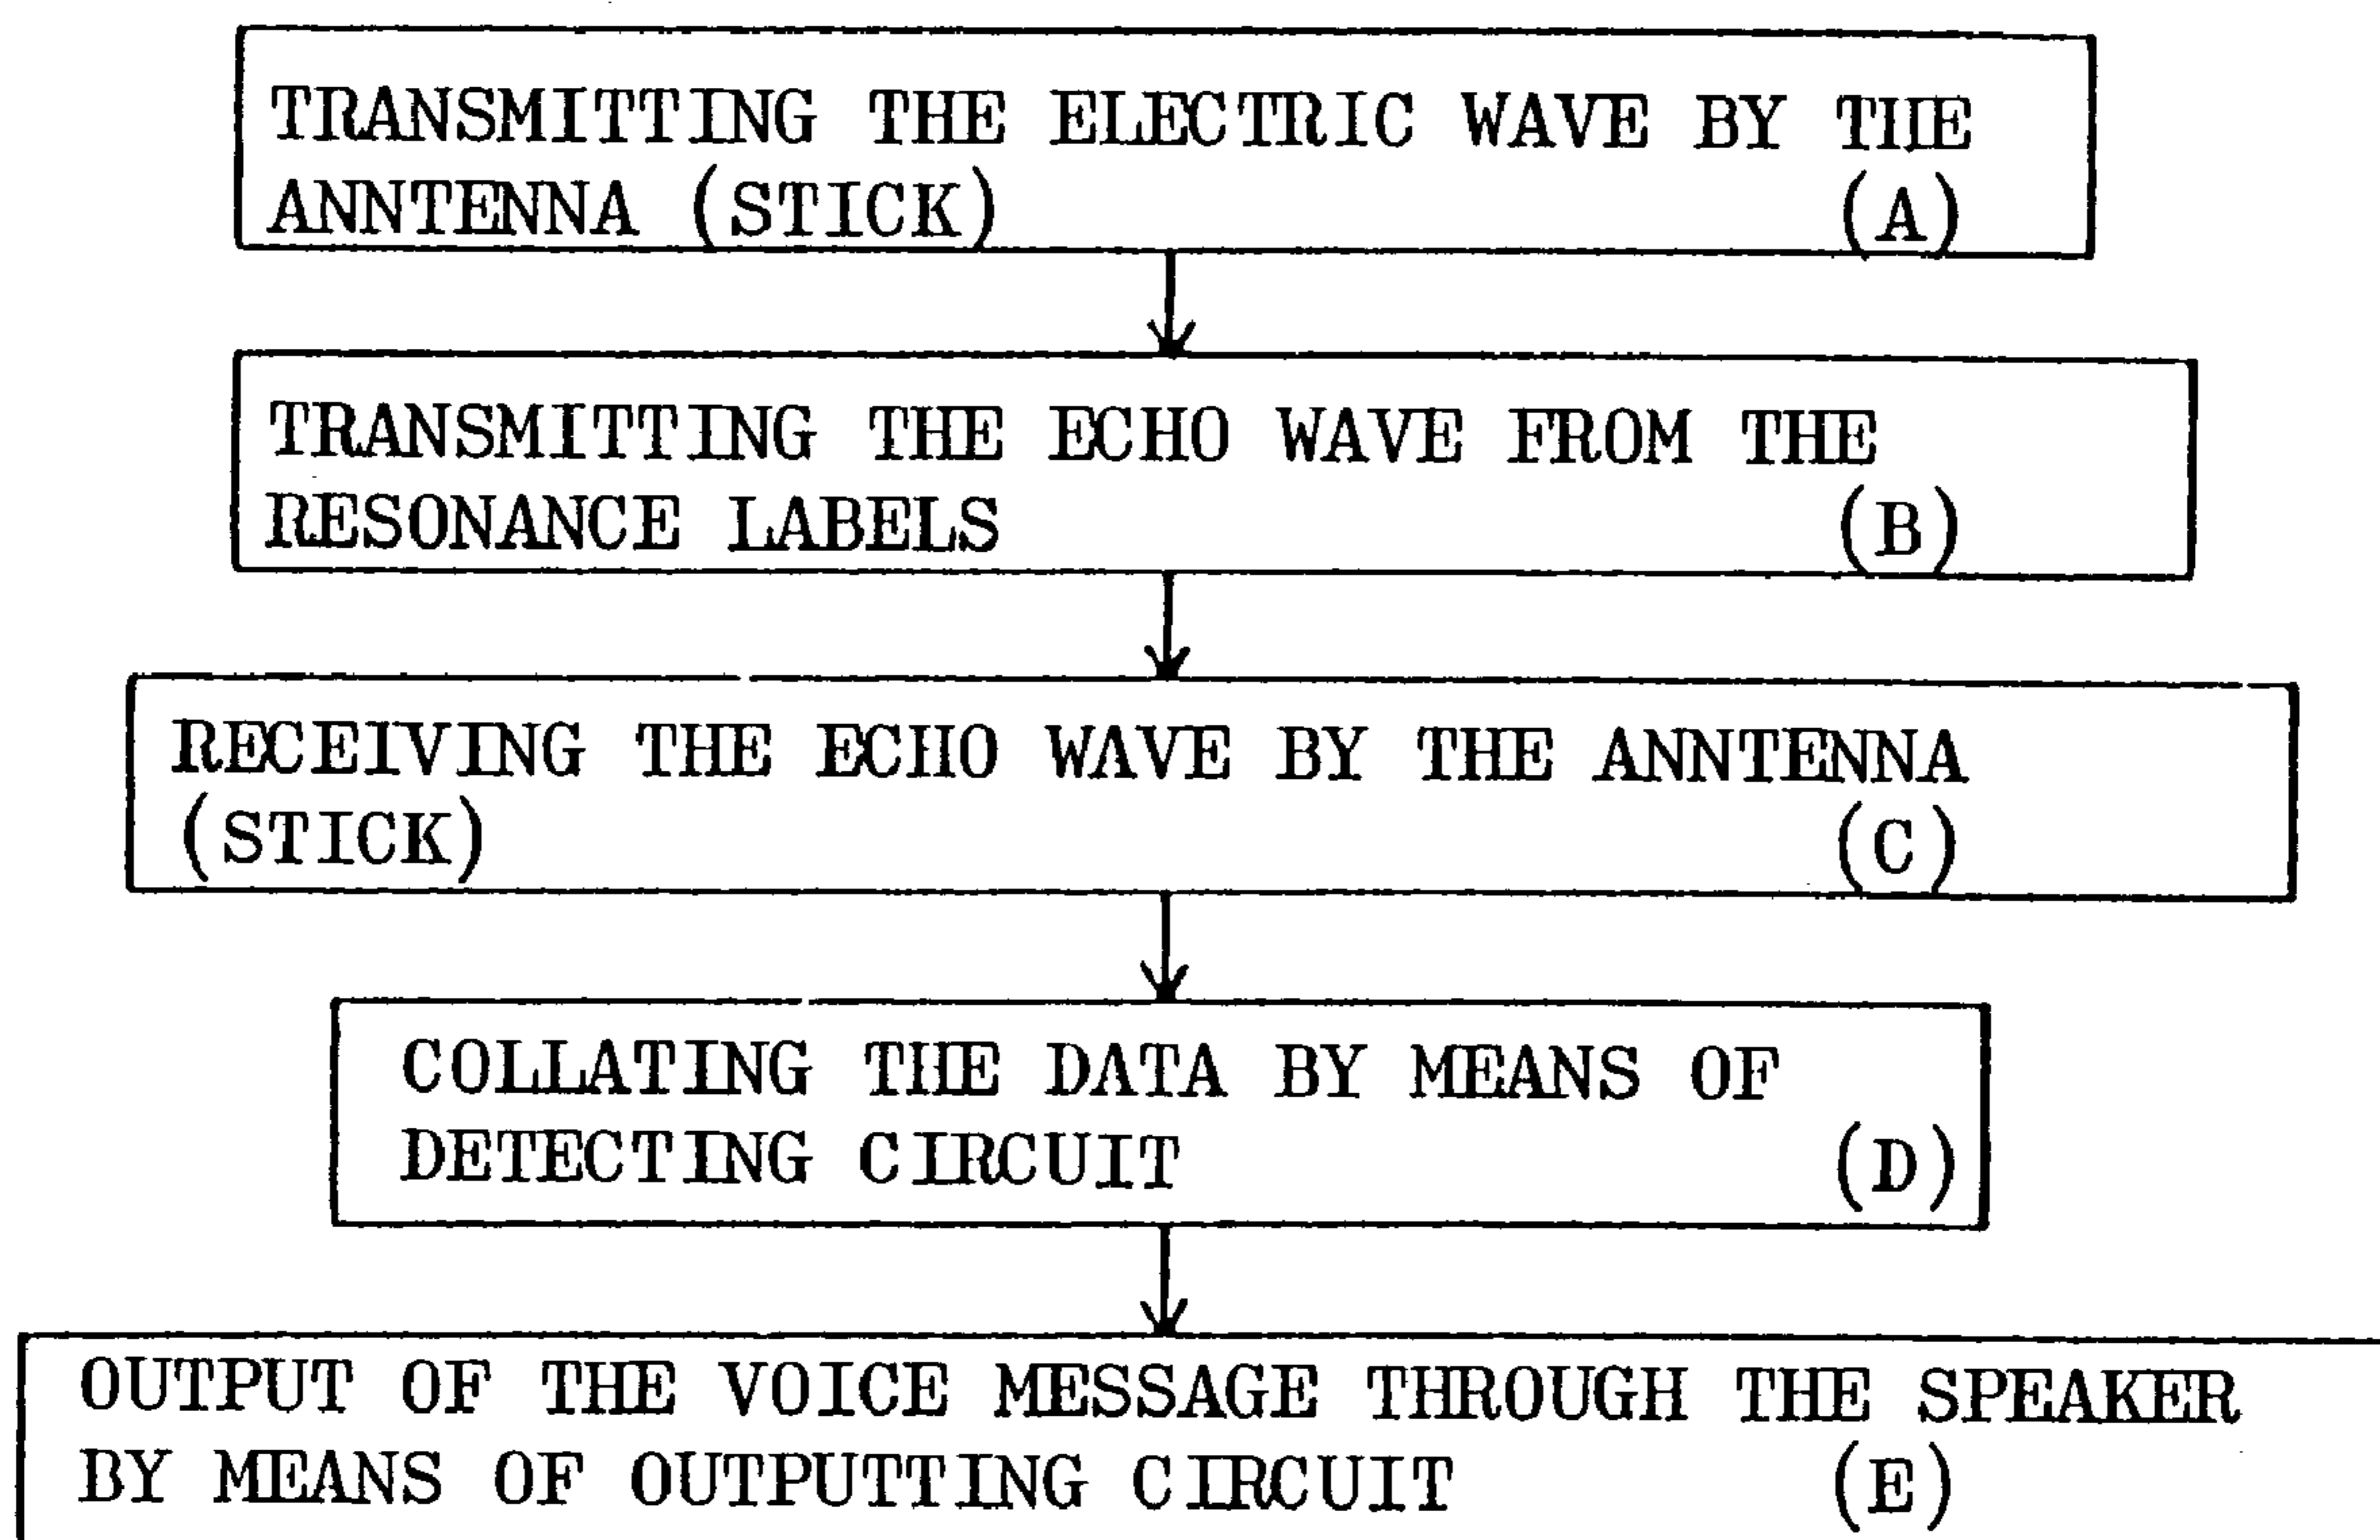 TRANSMITTING THE ELECTRIC WAVE BY THE
ANNTENNA (STICK) (A)
TRANSMITTING THE ECHO WAVE FROM THE
RESONANCE LABELS (B)
RECEIVING THE ECHO WAVE BY THE ANNTENNA
(STICK) (C)
COLLATING THE DATA BY MEANS OF
DETECTING CIRCUIT (D)
OUTPUT OF THE VOICE MESSAGE THROUGH THE SPEAKER
BY MEANS OF OUTPUTTING CIRCUIT (E)